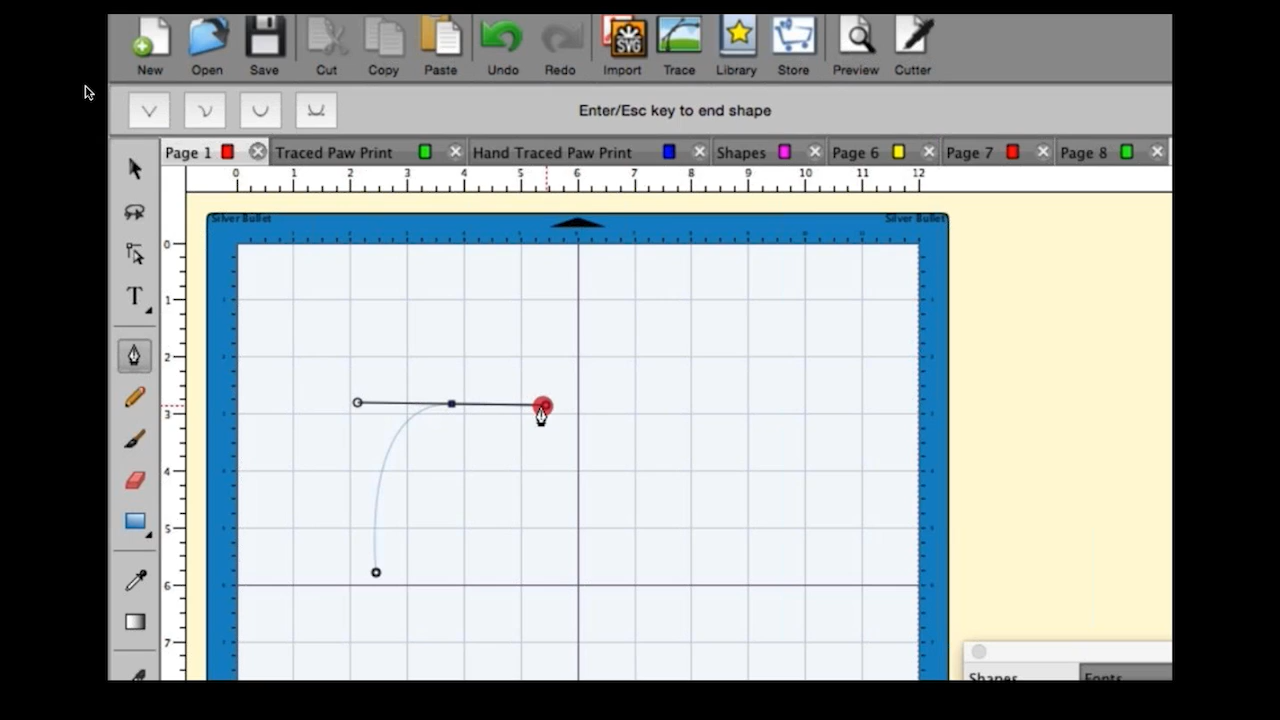 New Open Save Cut Copy Paste Undo Redo Import Trace Library Store Preview Cutter
SVG
Enter/Esc key to end shape
Page 1 Traced Paw Print Hand Traced Paw Print Shapes Page 6 Page 7 Page 8
0 1 2 3 4 5 6 7 8 9 10 11 12
Silver Bullet Silver Bullet
T
0
1
2
3
4
5
6
7
Shapes Fonts